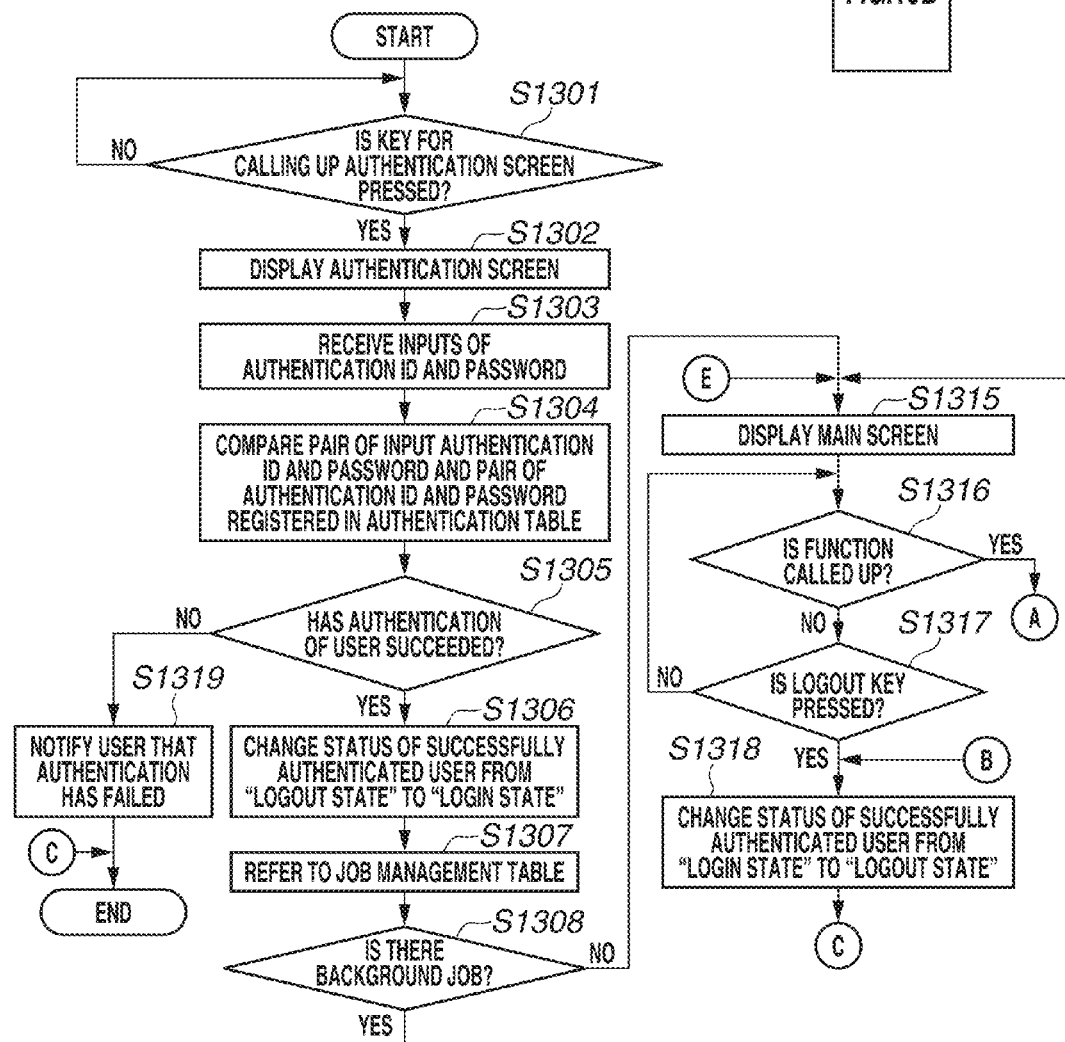 START
S1301
IS KEY FOR
CALLING UP AUTHENTICATION SCREEN
PRESSED?
NO
YES
S1302
DISPLAY AUTHENTICATION SCREEN
S1303
RECEIVE INPUTS OF
AUTHENTICATION ID AND PASSWORD
S1304
COMPARE PAIR OF INPUT AUTHENTICATION
ID AND PASSWORD AND PAIR OF
AUTHENTICATION ID AND PASSWORD
REGISTERED IN AUTHENTICATION TABLE
S1305
HAS AUTHENTICATION
OF USER SUCCEEDED?
NO
S1319
NOTIFY USER THAT
AUTHENTICATION
HAS FAILED
C
END
YES
S1306
CHANGE STATUS OF SUCCESSFULLY
AUTHENTICATED USER FROM
“LOGOUT STATE” TO “LOGIN STATE”
S1307
REFER TO JOB MANAGEMENT TABLE
S1308
IS THERE
BACKGROUND JOB?
NO
YES
E
S1315
DISPLAY MAIN SCREEN
S1316
IS FUNCTION
CALLED UP?
YES
A
NO
S1317
IS LOGOUT KEY
PRESSED?
NO
YES
B
S1318
CHANGE STATUS OF SUCCESSFULLY
AUTHENTICATED USER FROM
“LOGIN STATE” TO “LOGOUT STATE”
C